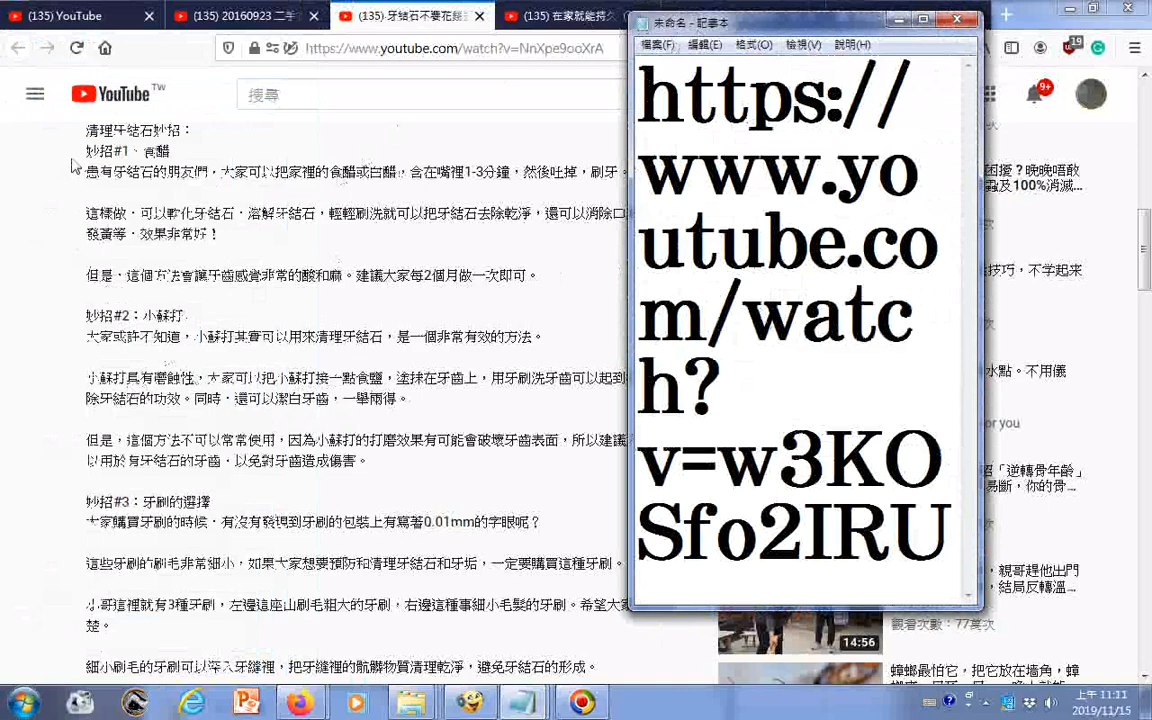 (135) YouTube
(135) 20160923 二手
(135) 牙結石不要花錢
(135) 在家就能持久
https://www.youtube.com/watch?v=NnXpe9ooXrA
19
YouTube TW
搜尋
9+
清理牙結石妙招：
妙招#1、食醋
患有牙結石的朋友們，大家可以把家裡的食醋或白醋，含在嘴裡1-3分鐘，然後吐掉，刷牙。
這樣做，可以軟化牙結石，溶解牙結石，輕輕刷洗就可以把牙結石去除乾淨，還可以消除口
發黃等，效果非常好！
但是，這個方法會讓牙齒感覺非常的酸和麻。建議大家每2個月做一次即可。
妙招#2：小蘇打.
大家或許不知道，小蘇打其實可以用來清理牙結石，是一個非常有效的方法。
小蘇打具有磨蝕性，大家可以把小蘇打接一點食鹽，塗抹在牙齒上，用牙刷洗牙齒可以起到
除牙結石的功效。同時，還可以潔白牙齒，一舉兩得。
但是，這個方法不可以常常使用，因為小蘇打的打磨效果有可能會破壞牙齒表面，所以建議
以用於有牙結石的牙齒，以免對牙齒造成傷害。
妙招#3：牙刷的選擇
大家購買牙刷的時候，有沒有發現到牙刷的包裝上有寫著0.01mm的字眼呢？
這些牙刷的刷毛非常細小，如果大家想要預防和清理牙結石和牙垢，一定要購買這種牙刷。
小哥這裡就有3種牙刷，左邊這座山刷毛粗大的牙刷，右邊這種事細小毛髮的牙刷。希望大家
楚。
細小刷毛的牙刷可以深入牙縫裡，把牙縫裡的骯髒物質清理乾淨，避免牙結石的形成。
未命名 - 記事本
檔案(F) 編輯(E) 格式(O) 檢視(V) 說明(H)
https://
www.yo
utube.co
m/watc
h?
v=w3KO
Sfo2IRU
困擾？晚晚唔敢
及100%消滅...
技巧，不學起來
水點。不用儀
or you
「逆轉骨年齡」
易斷，你的骨...
，親哥趕他出門
，結局反轉溫...
觀看次數：77萬次
14:56
蟑螂最怕它，把它放在墻角，蟑
上午 11:11
2019/11/15